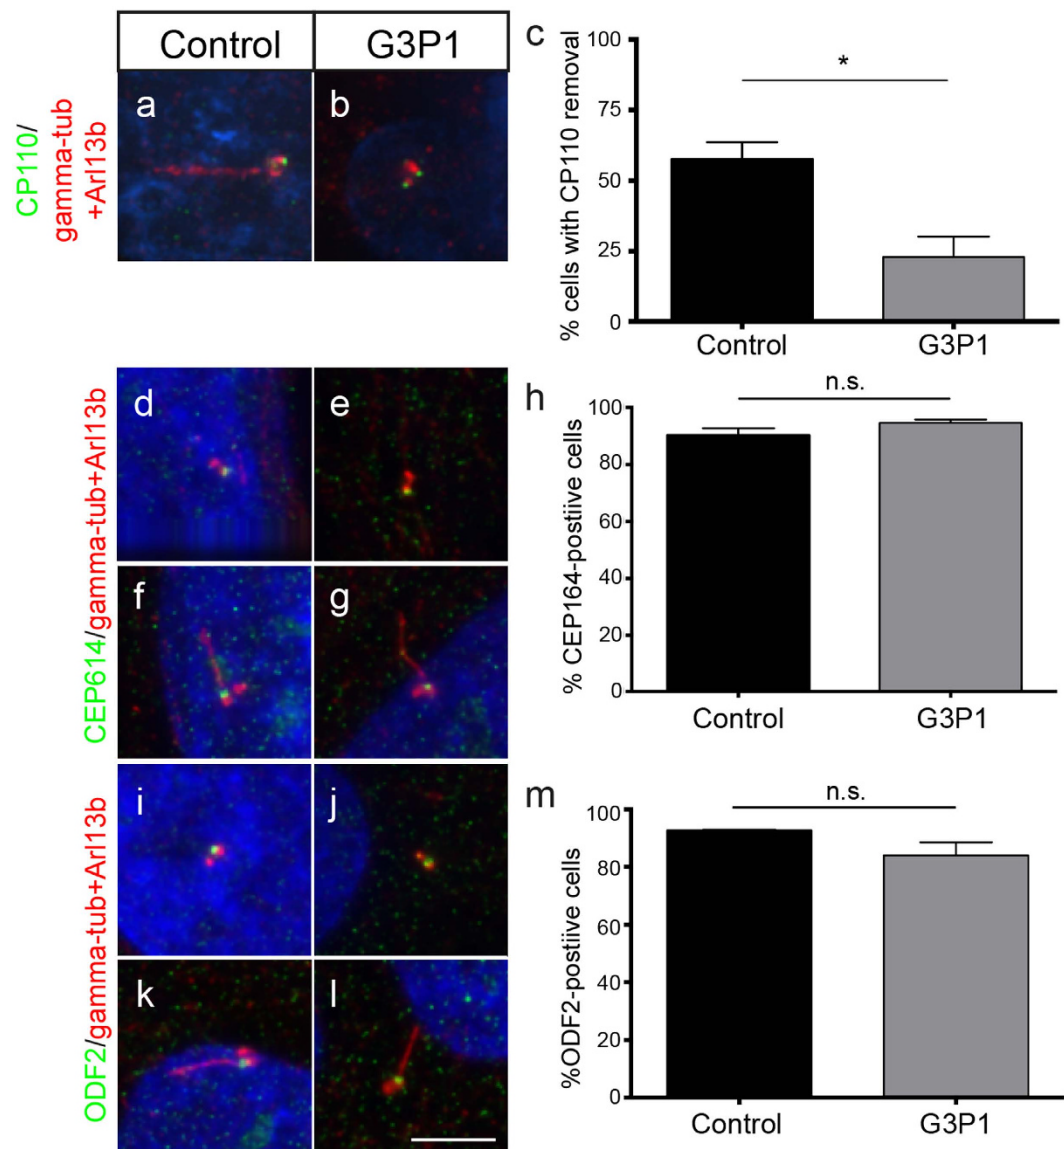 Control
G3P1
CP110/
gamma-tub
+Arl13b
a
b
c
% cells with CP110 removal
100
75
50
25
0
*
Control
G3P1
CEP614/gamma-tub+Arl13b
d
e
f
g
h
% CEP164-postiive cells
100
80
60
40
20
0
n.s.
Control
G3P1
ODF2/gamma-tub+Arl13b
i
j
k
l
m
%ODF2-postiive cells
100
80
60
40
20
0
n.s.
Control
G3P1